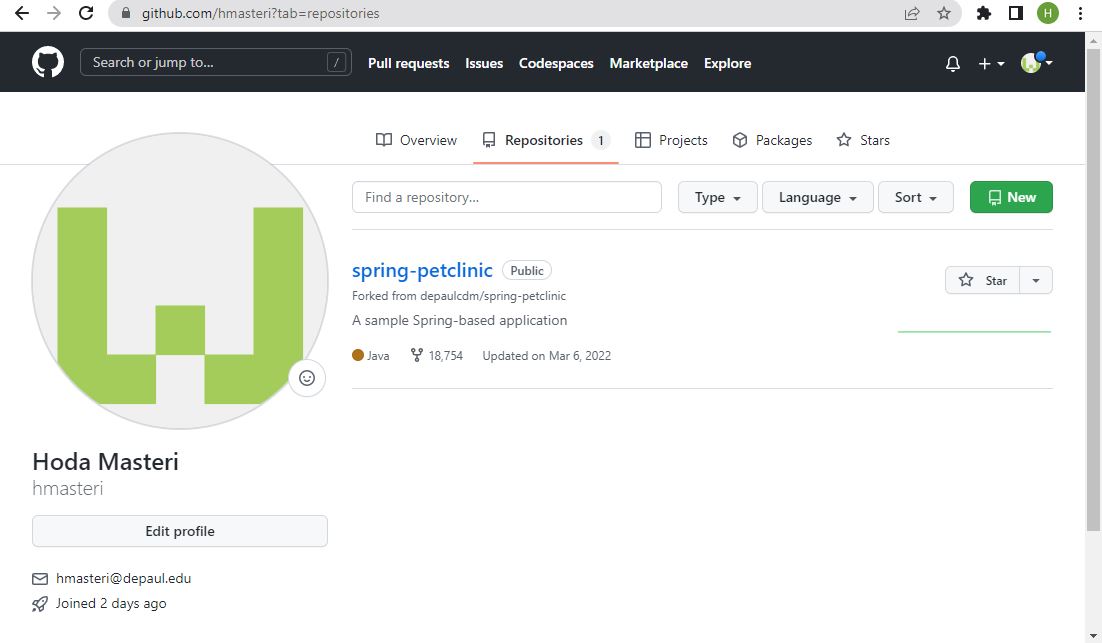 github.com/hmasteri?tab=repositories
H
Search or jump to... /
Pull requests Issues Codespaces Marketplace Explore
Overview Repositories 1 Projects Packages Stars
Find a repository... Type Language Sort New
spring-petclinic Public
Star
Forked from depaulcdm/spring-petclinic
A sample Spring-based application
Java 18,754 Updated on Mar 6, 2022
Hoda Masteri
hmasteri
Edit profile
hmasteri@depaul.edu
Joined 2 days ago